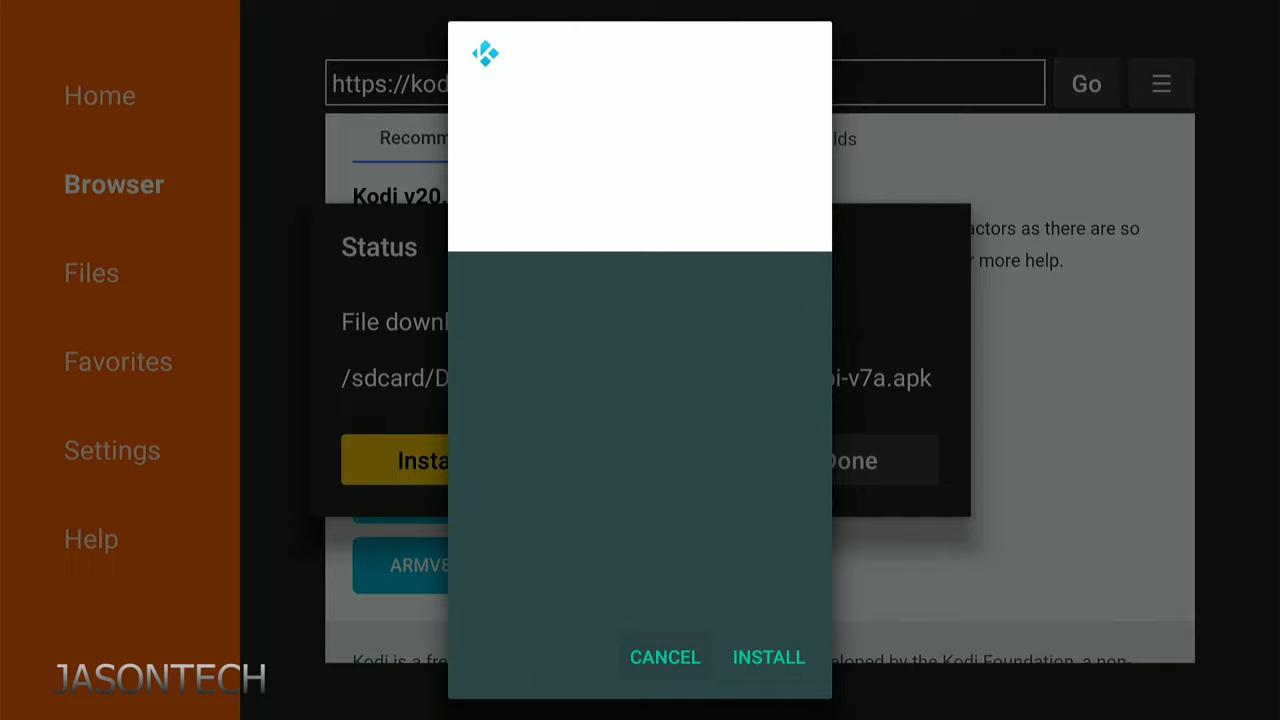 Home
Browser
Files
Favorites
Settings
Help
https://kod
Go
Recomm
lds
Kodi v20.
actors as there are so
r more help.
Status
File downl
/sdcard/D
oi-v7a.apk
Insta
Done
ARMV8
CANCEL
INSTALL
Kodi is a fre
eloped by the Kodi Foundation, a non-
JASONTECH